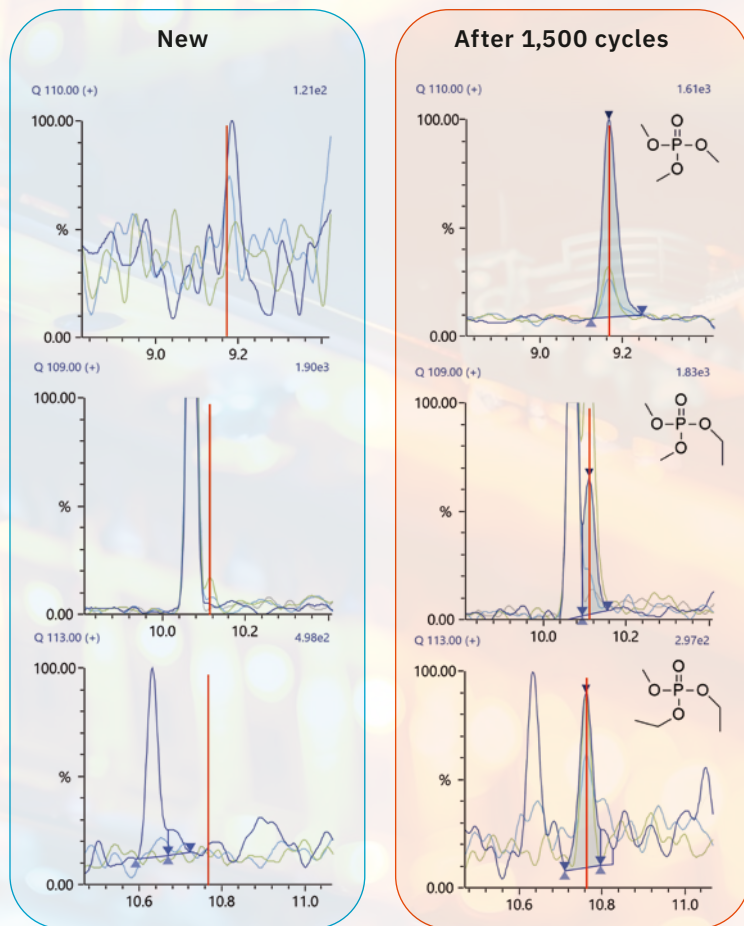 New
Q 110.00 (+) 1.21e2
100.00
%
0.00
9.0 9.2
Q 109.00 (+) 1.90e3
100.00
%
0.00
10.0 10.2
Q 113.00 (+) 4.98e2
100.00
%
0.00
10.6 10.8 11.0
After 1,500 cycles
Q 110.00 (+) 1.61e3
100.00
O
O P O
O
%
0.00
9.0 9.2
Q 109.00 (+) 1.83e3
100.00
O
O P O
O
%
0.00
10.0 10.2
Q 113.00 (+) 2.97e2
100.00
O
O P O
O
%
0.00
10.6 10.8 11.0